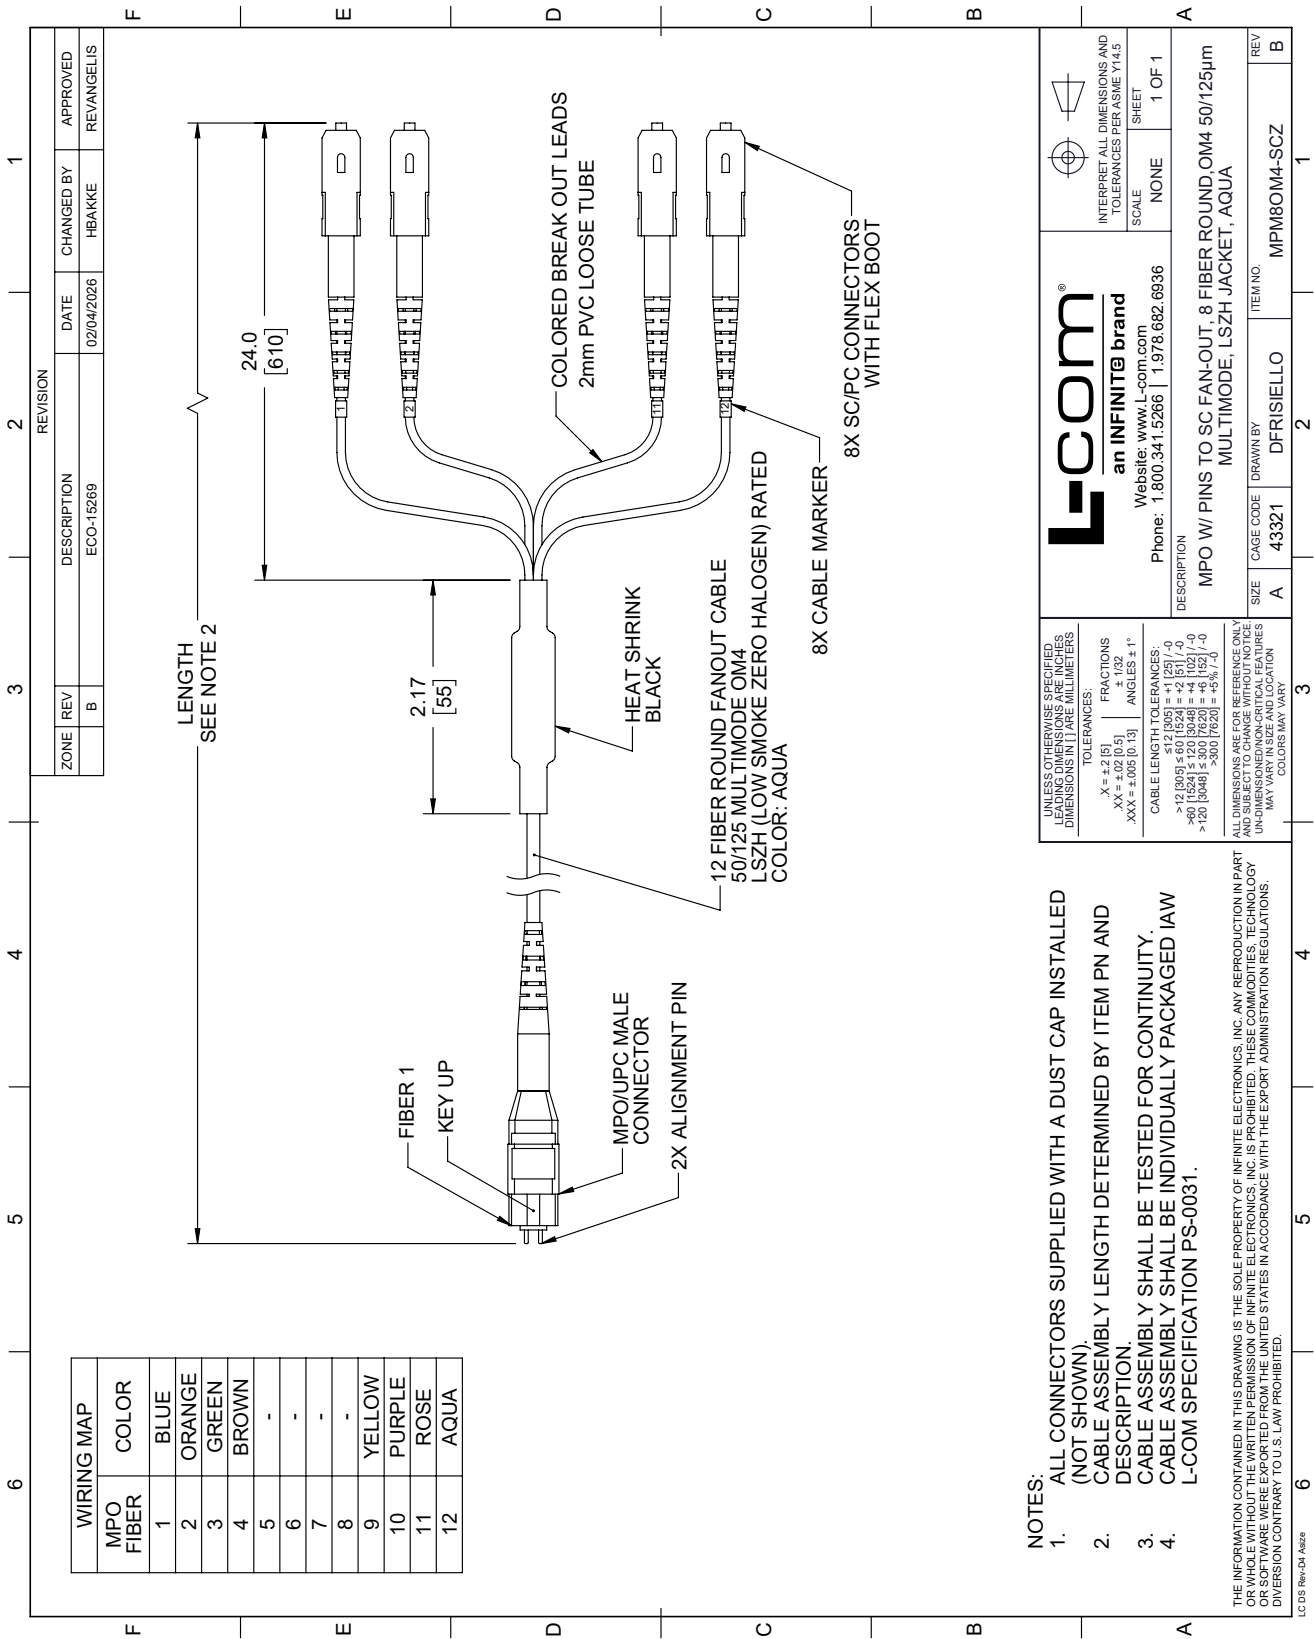 6
5
4
3
2
1
F
E
D
C
B
A
F
E
D
C
B
A
6
5
4
3
2
1
REVISION
ZONE REV DESCRIPTION DATE CHANGED BY APPROVED
B ECO-15269 02/04/2026 HBAKKE REVANGELIS
WIRING MAP
MPO FIBER COLOR
1 BLUE
2 ORANGE
3 GREEN
4 BROWN
5 -
6 -
7 -
8 -
9 YELLOW
10 PURPLE
11 ROSE
12 AQUA
LENGTH
SEE NOTE 2
24.0
[610]
2.17
[55]
1
2
11
12
FIBER 1
KEY UP
MPO/UPC MALE
CONNECTOR
2X ALIGNMENT PIN
HEAT SHRINK
BLACK
12 FIBER ROUND FANOUT CABLE
50/125 MULTIMODE OM4
LSZH (LOW SMOKE ZERO HALOGEN) RATED
COLOR: AQUA
COLORED BREAK OUT LEADS
2mm PVC LOOSE TUBE
8X CABLE MARKER
8X SC/PC CONNECTORS
WITH FLEX BOOT
NOTES:
1. ALL CONNECTORS SUPPLIED WITH A DUST CAP INSTALLED
(NOT SHOWN).
2. CABLE ASSEMBLY LENGTH DETERMINED BY ITEM PN AND
DESCRIPTION.
3. CABLE ASSEMBLY SHALL BE TESTED FOR CONTINUITY.
4. CABLE ASSEMBLY SHALL BE INDIVIDUALLY PACKAGED IAW
L-COM SPECIFICATION PS-0031.
THE INFORMATION CONTAINED IN THIS DRAWING IS THE SOLE PROPERTY OF INFINITE ELECTRONICS, INC. ANY REPRODUCTION IN PART
OR WHOLE WITHOUT THE WRITTEN PERMISSION OF INFINITE ELECTRONICS, INC. IS PROHIBITED. THESE COMMODITIES, TECHNOLOGY
OR SOFTWARE WERE EXPORTED FROM THE UNITED STATES IN ACCORDANCE WITH THE EXPORT ADMINISTRATION REGULATIONS.
DIVERSION CONTRARY TO U.S. LAW PROHIBITED.
LC DS Rev-D4 Asize
UNLESS OTHERWISE SPECIFIED
LEADING DIMENSIONS ARE INCHES
DIMENSIONS IN [ ] ARE MILLIMETERS
TOLERANCES:
.X = ±.2 [5] FRACTIONS
.XX = ±.02 [0.5] ± 1/32
.XXX = ±.005 [0.13] ANGLES ± 1°
CABLE LENGTH TOLERANCES:
≤12 [305] = +1 [25] / -0
>12 [305] ≤ 60 [1524] = +2 [51] / -0
>60 [1524] ≤ 120 [3048] = +4 [102] / -0
>120 [3048] ≤ 300 [7620] = +6 [152] / -0
>300 [7620] = +5% / -0
ALL DIMENSIONS ARE FOR REFERENCE ONLY
AND SUBJECT TO CHANGE WITHOUT NOTICE.
UN-DIMENSIONED/NON-CRITICAL FEATURES
MAY VARY IN SIZE AND LOCATION
COLORS MAY VARY
L-com®
an INFINITE brand
Website: www.L-com.com
Phone: 1.800.341.5266 | 1.978.682.6936
INTERPRET ALL DIMENSIONS AND
TOLERANCES PER ASME Y14.5
SCALE NONE
SHEET 1 OF 1
DESCRIPTION
MPO W/ PINS TO SC FAN-OUT, 8 FIBER ROUND,OM4 50/125µm
MULTIMODE, LSZH JACKET, AQUA
SIZE A
CAGE CODE 43321
DRAWN BY DFRISIELLO
ITEM NO. MPM8OM4-SCZ
REV B